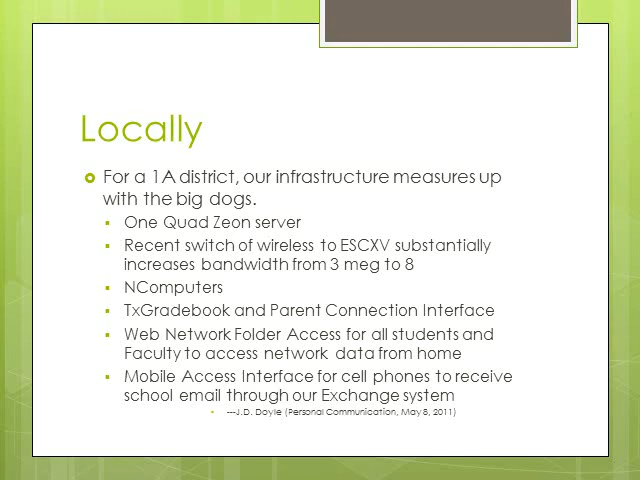 Locally
For a 1A district, our infrastructure measures up
with the big dogs.
One Quad Zeon server
Recent switch of wireless to ESCXV substantially
increases bandwidth from 3 meg to 8
NComputers
TxGradebook and Parent Connection Interface
Web Network Folder Access for all students and
Faculty to access network data from home
Mobile Access Interface for cell phones to receive
school email through our Exchange system
---J.D. Doyle (Personal Communication, May 8, 2011)